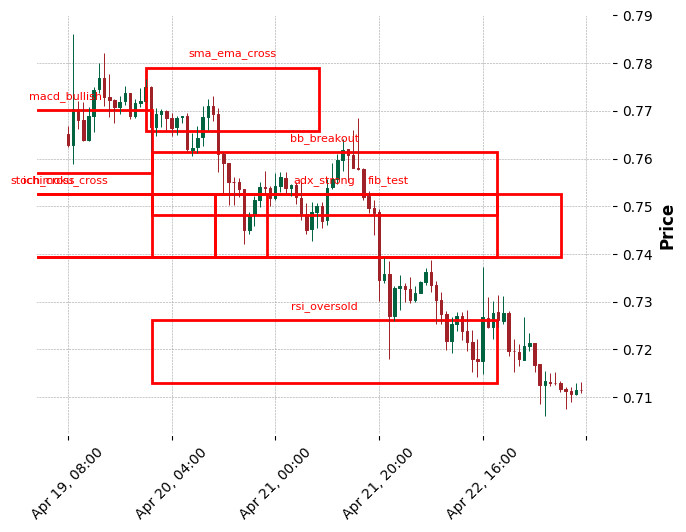 0.79
sma_ema_cross
0.78
macd_bullish
0.77
bb_breakout
0.76
ichimoku_cross
adx_strong
fib_test
0.75
Price
0.74
0.73
rsi_oversold
0.72
0.71
Apr 19, 08:00
Apr 20, 04:00
Apr 21, 00:00
Apr 21, 20:00
Apr 22, 16:00